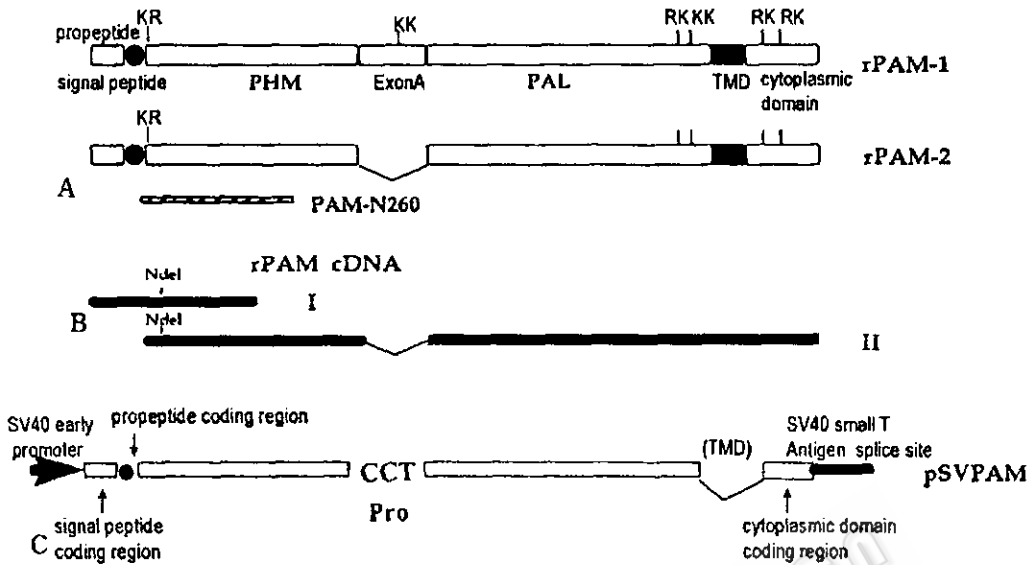 KR
propeptide
KK
RK KK
RK RK
rPAM-1
signal peptide
PHM
ExonA
PAL
TMD
cytoplasmic
domain
KR
rPAM-2
A
PAM-N260
rPAM cDNA
NdeI
I
B
NdeI
II
SV40 early
promoter
propeptide coding region
(TMD)
SV40 small T
Antigen splice site
CCT
pSVPAM
Pro
C
signal peptide
coding region
cytoplasmic domain
coding region